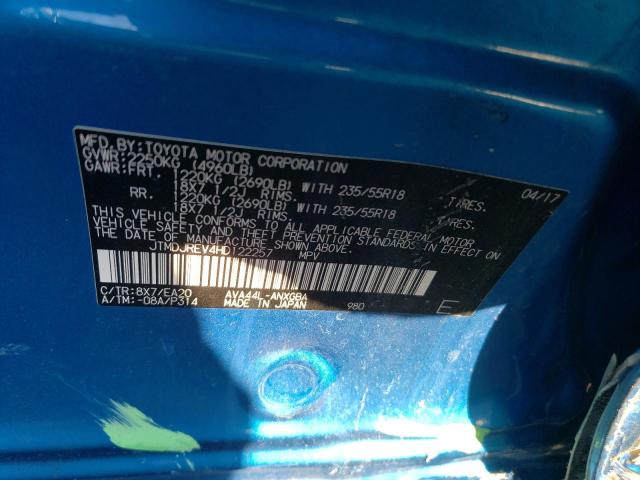 MFD. BY: TOYOTA MOTOR CORPORATION 04/17
GVWR: 2250KG (4960LB)
GAWR: FRT. 1220KG (2690LB) WITH 235/55R18 TIRES.
18X7 1/2J RIMS.
RR. 1220KG (2690LB) WITH 235/55R18 TIRES.
18X7 1/2J RIMS.
THIS VEHICLE CONFORMS TO ALL APPLICABLE FEDERAL MOTOR
VEHICLE SAFETY AND THEFT PREVENTION STANDARDS IN EFFECT
ON THE DATE OF MANUFACTURE SHOWN ABOVE.
JTMDJREV4HD122257 MPV
C/TR: 8X7/EA20 AVA44L-ANXGBA
A/TM: -08A/P314 MADE IN JAPAN 980 E